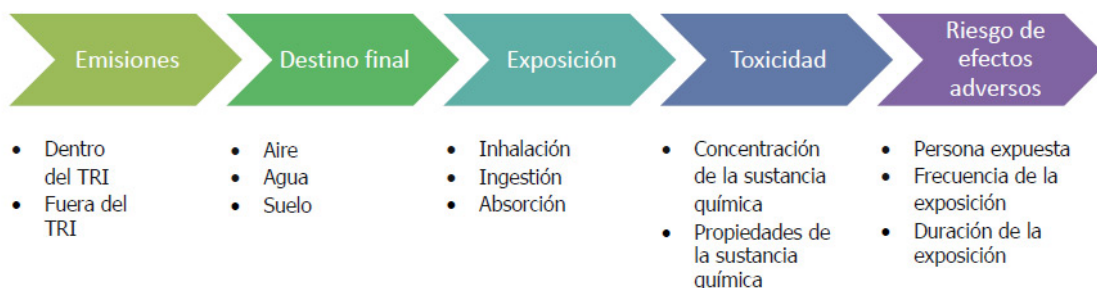 Emisiones
Destino final
Exposición
Toxicidad
Riesgo de
efectos
adversos
• Dentro
del TRI
• Fuera del
TRI
• Aire
• Agua
• Suelo
• Inhalación
• Ingestión
• Absorción
• Concentración
de la sustancia
química
• Propiedades de
la sustancia
química
• Persona expuesta
• Frecuencia de la
exposición
• Duración de la
exposición